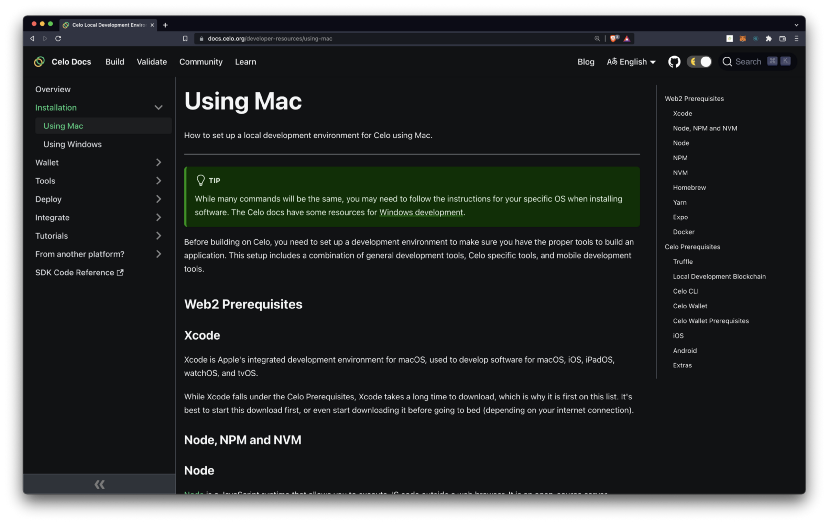 Celo Local Development Enviro
docs.celo.org/developer-resources/using-mac
Celo Docs
Build
Validate
Community
Learn
Blog
English
Search
Overview
Installation
Using Mac
Using Windows
Wallet
Tools
Deploy
Integrate
Tutorials
From another platform?
SDK Code Reference
Using Mac
How to set up a local development environment for Celo using Mac.
TIP
While many commands will be the same, you may need to follow the instructions for your specific OS when installing
software. The Celo docs have some resources for Windows development.
Before building on Celo, you need to set up a development environment to make sure you have the proper tools to build an
application. This setup includes a combination of general development tools, Celo specific tools, and mobile development
tools.
Web2 Prerequisites
Xcode
Xcode is Apple's integrated development environment for macOS, used to develop software for macOS, iOS, iPadOS,
watchOS, and tvOS.
While Xcode falls under the Celo Prerequisites, Xcode takes a long time to download, which is why it is first on this list. It's
best to start this download first, or even start downloading it before going to bed (depending on your internet connection).
Node, NPM and NVM
Node
Web2 Prerequisites
Xcode
Node, NPM and NVM
Node
NPM
NVM
Homebrew
Yarn
Expo
Docker
Celo Prerequisites
Truffle
Local Development Blockchain
Celo CLI
Celo Wallet
Celo Wallet Prerequisites
iOS
Android
Extras